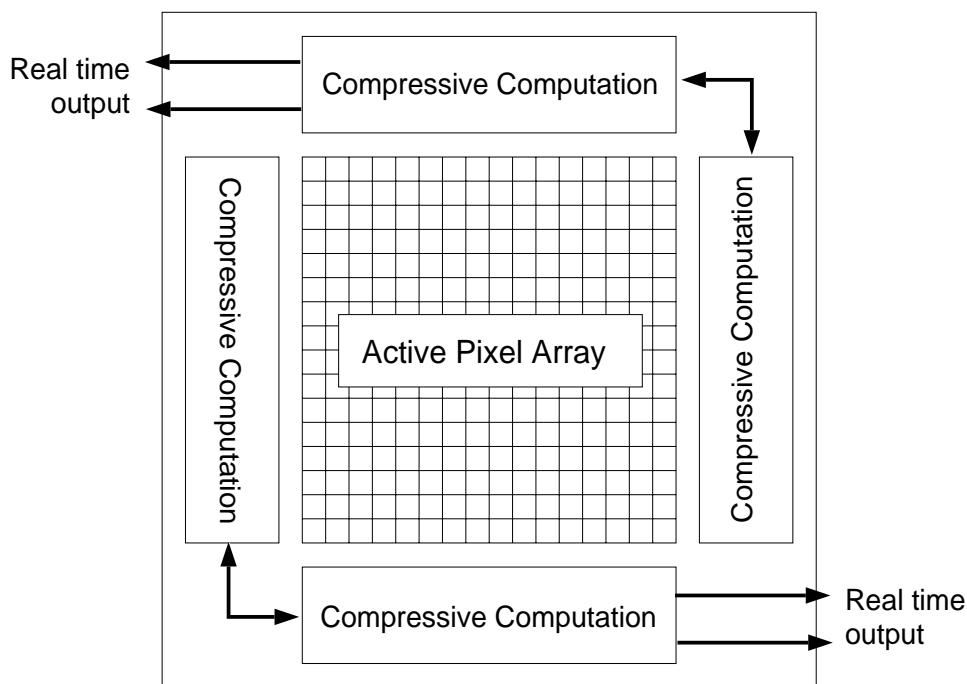 Real time
output
Compressive Computation
Compressive Computation
Active Pixel Array
Compressive Computation
Compressive Computation
Real time
output